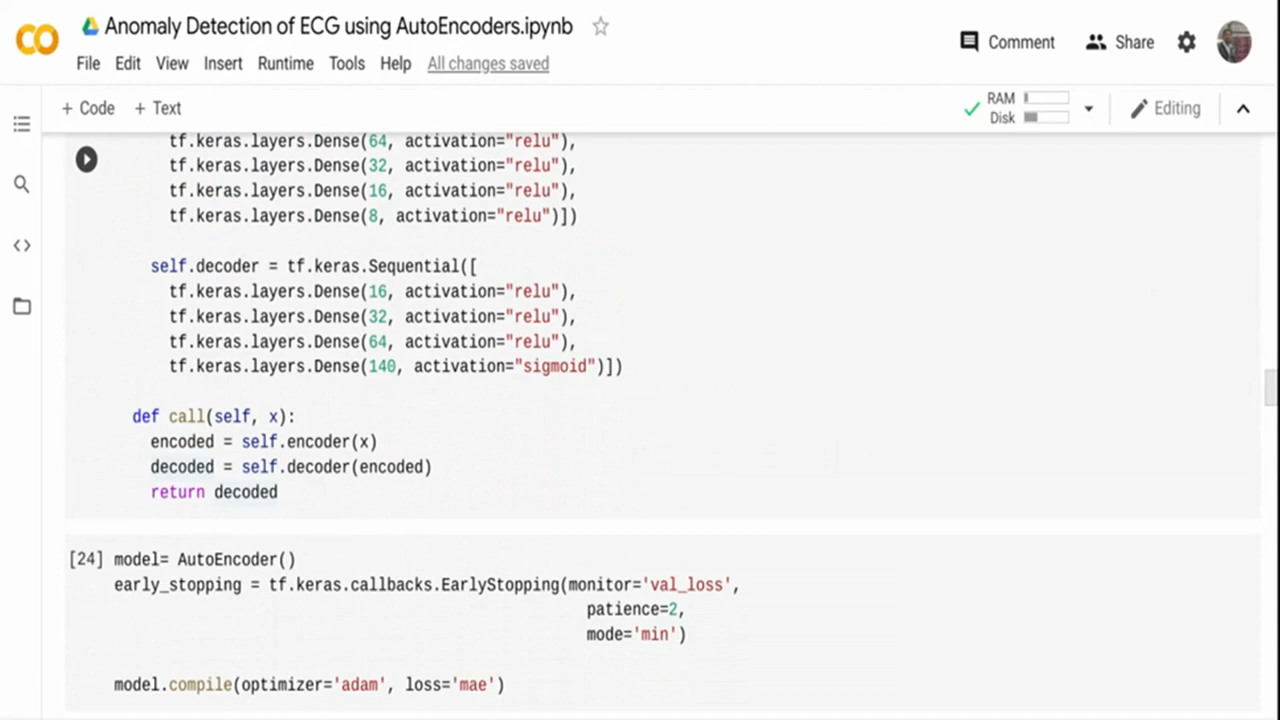 Anomaly Detection of ECG using AutoEncoders.ipynb
Comment
Share
File Edit View Insert Runtime Tools Help All changes saved
+ Code + Text
RAM
Disk
Editing
tf.keras.layers.Dense(64, activation="relu"),
tf.keras.layers.Dense(32, activation="relu"),
tf.keras.layers.Dense(16, activation="relu"),
tf.keras.layers.Dense(8, activation="relu")])
self.decoder = tf.keras.Sequential([
tf.keras.layers.Dense(16, activation="relu"),
tf.keras.layers.Dense(32, activation="relu"),
tf.keras.layers.Dense(64, activation="relu"),
tf.keras.layers.Dense(140, activation="sigmoid")])
def call(self, x):
encoded = self.encoder(x)
decoded = self.decoder(encoded)
return decoded
[24] model= AutoEncoder()
early_stopping = tf.keras.callbacks.EarlyStopping(monitor='val_loss',
patience=2,
mode='min')
model.compile(optimizer='adam', loss='mae')